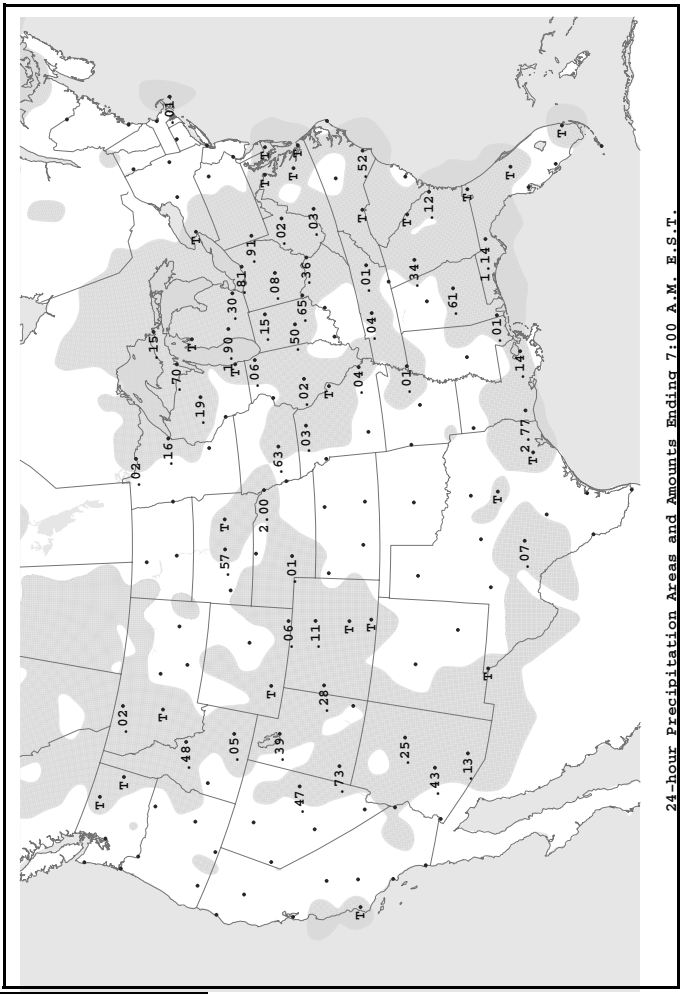 T
.02
T
.02
.15
T
.16
.01
.70
.48
T
T
.19
.57
T
1.90
.30
.05
T
.81
.91
.06
2.00
.15
T
T
T
.63
.08
.39
.02
.06
.01
.50
T
T
.47
.65
.02
.03
.36
.03
.11
.28
T
.73
T
.04
T
.01
T
.52
T
.04
.25
.01
T
.34
.12
.43
.61
.13
T
1.14
T
.01
T
T
.14
.07
2.77
T
T
24-hour Precipitation Areas and Amounts Ending 7:00 A.M. E.S.T.